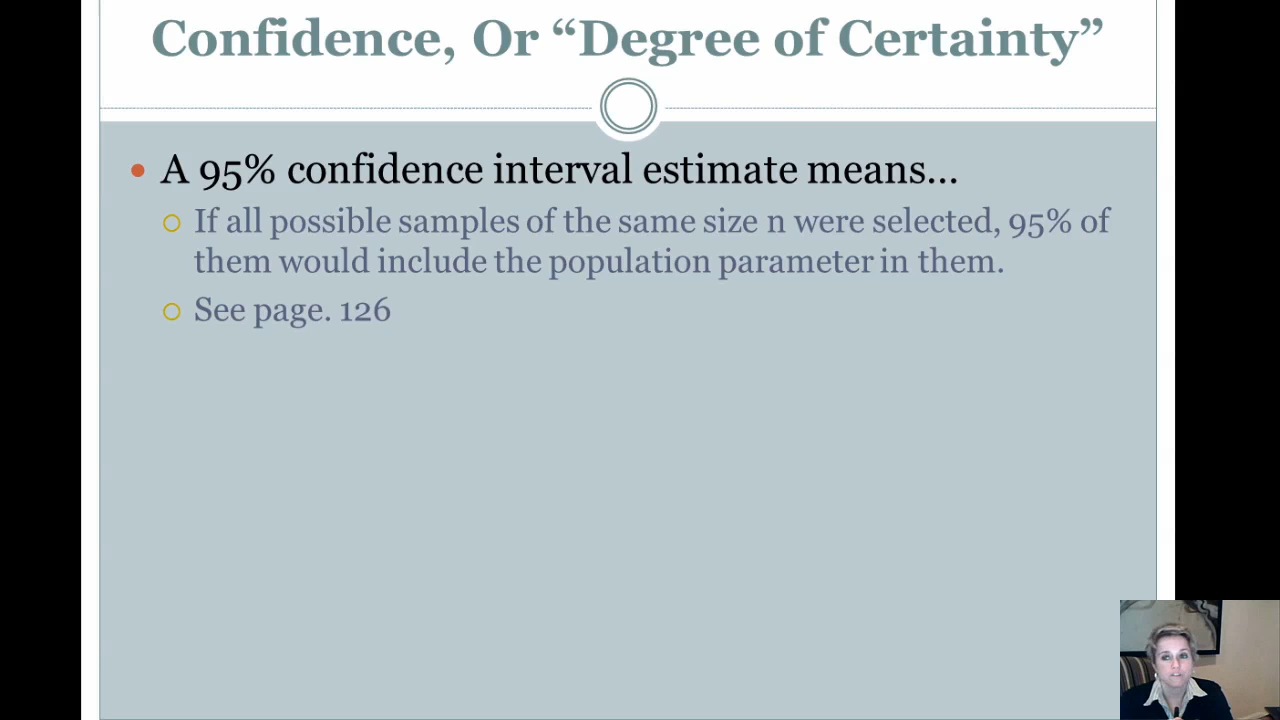 Confidence, Or “Degree of Certainty”
A 95% confidence interval estimate means…
If all possible samples of the same size n were selected, 95% of
them would include the population parameter in them.
See page. 126